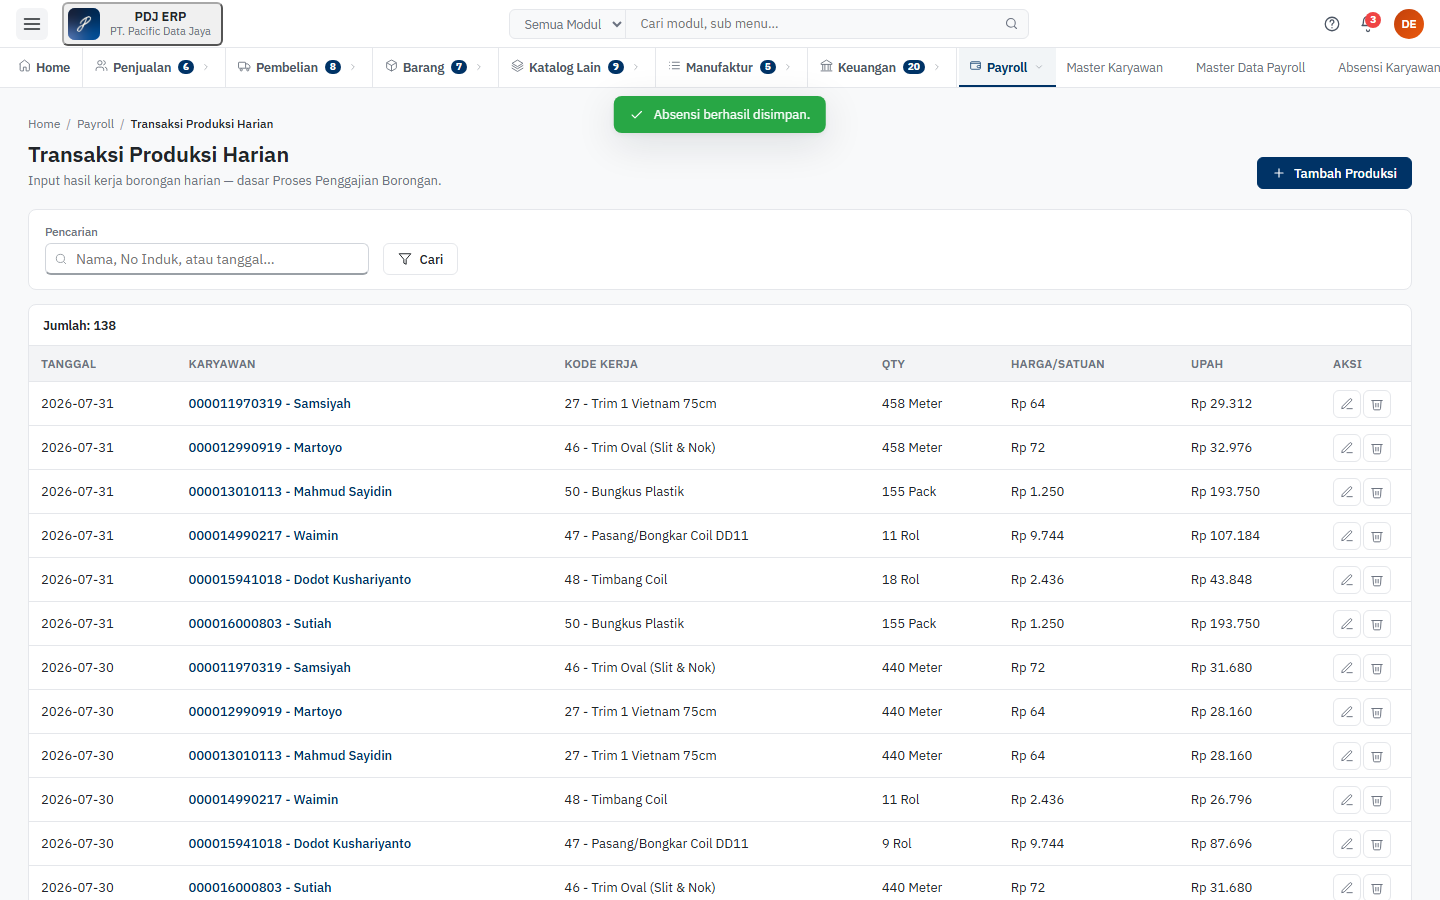 PDJ ERP
PT. Pacific Data Jaya
Semua Modul
Cari modul, sub menu...
3
DE
Home
Penjualan 6
Pembelian 8
Barang 7
Katalog Lain 9
Manufaktur 5
Keuangan 20
Payroll
Master Karyawan
Master Data Payroll
Absensi Karyawan
Absensi berhasil disimpan.
Home / Payroll / Transaksi Produksi Harian
Transaksi Produksi Harian
Input hasil kerja borongan harian — dasar Proses Penggajian Borongan.
+ Tambah Produksi
Pencarian
Nama, No Induk, atau tanggal...
Cari
Jumlah: 138
TANGGAL KARYAWAN KODE KERJA QTY HARGA/SATUAN UPAH AKSI
2026-07-31 000011970319 - Samsiyah 27 - Trim 1 Vietnam 75cm 458 Meter Rp 64 Rp 29.312
2026-07-31 000012990919 - Martoyo 46 - Trim Oval (Slit & Nok) 458 Meter Rp 72 Rp 32.976
2026-07-31 000013010113 - Mahmud Sayidin 50 - Bungkus Plastik 155 Pack Rp 1.250 Rp 193.750
2026-07-31 000014990217 - Waimin 47 - Pasang/Bongkar Coil DD11 11 Rol Rp 9.744 Rp 107.184
2026-07-31 000015941018 - Dodot Kushariyanto 48 - Timbang Coil 18 Rol Rp 2.436 Rp 43.848
2026-07-31 000016000803 - Sutiah 50 - Bungkus Plastik 155 Pack Rp 1.250 Rp 193.750
2026-07-30 000011970319 - Samsiyah 46 - Trim Oval (Slit & Nok) 440 Meter Rp 72 Rp 31.680
2026-07-30 000012990919 - Martoyo 27 - Trim 1 Vietnam 75cm 440 Meter Rp 64 Rp 28.160
2026-07-30 000013010113 - Mahmud Sayidin 27 - Trim 1 Vietnam 75cm 440 Meter Rp 64 Rp 28.160
2026-07-30 000014990217 - Waimin 48 - Timbang Coil 11 Rol Rp 2.436 Rp 26.796
2026-07-30 000015941018 - Dodot Kushariyanto 47 - Pasang/Bongkar Coil DD11 9 Rol Rp 9.744 Rp 87.696
2026-07-30 000016000803 - Sutiah 46 - Trim Oval (Slit & Nok) 440 Meter Rp 72 Rp 31.680